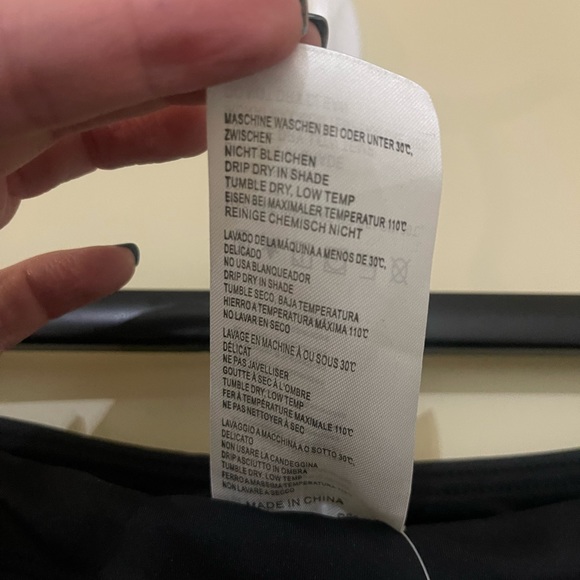 MASCHINE WASCHEN BEI ODER UNTER 30℃,
ZWISCHEN
NICHT BLEICHEN
DRIP DRY IN SHADE
TUMBLE DRY, LOW TEMP
EISEN BEI MAXIMALER TEMPERATUR 110℃
REINIGE CHEMISCH NICHT
LAVADO DE LA MÁQUINA A MENOS DE 30℃,
DELICADO
NO USA BLANQUEADOR
DRIP DRY IN SHADE
TUMBLE SECO, BAJA TEMPERATURA
HIERRO A TEMPERATURA MÁXIMA 110℃
NO LAVAR EN SECO
LAVAGE EN MACHINE À OU SOUS 30℃
DÉLICAT
NE PAS JAVELLISER
GOUTTE À SEC À L'OMBRE
TUMBLE DRY, LOW TEMP
FER À TEMPÉRATURE MAXIMALE 110℃
NE PAS NETTOYER À SEC
LAVAGGIO A MACCHINA A O SOTTO 30℃,
DELICATO
NON USARE LA CANDEGGINA
DRIP ASCIUTTO IN OMBRA
TUMBLE DRY, LOW TEMP
FERRO A MASSIMA TEMPERATURA
NON LAVARE A SECCO
MADE IN CHINA